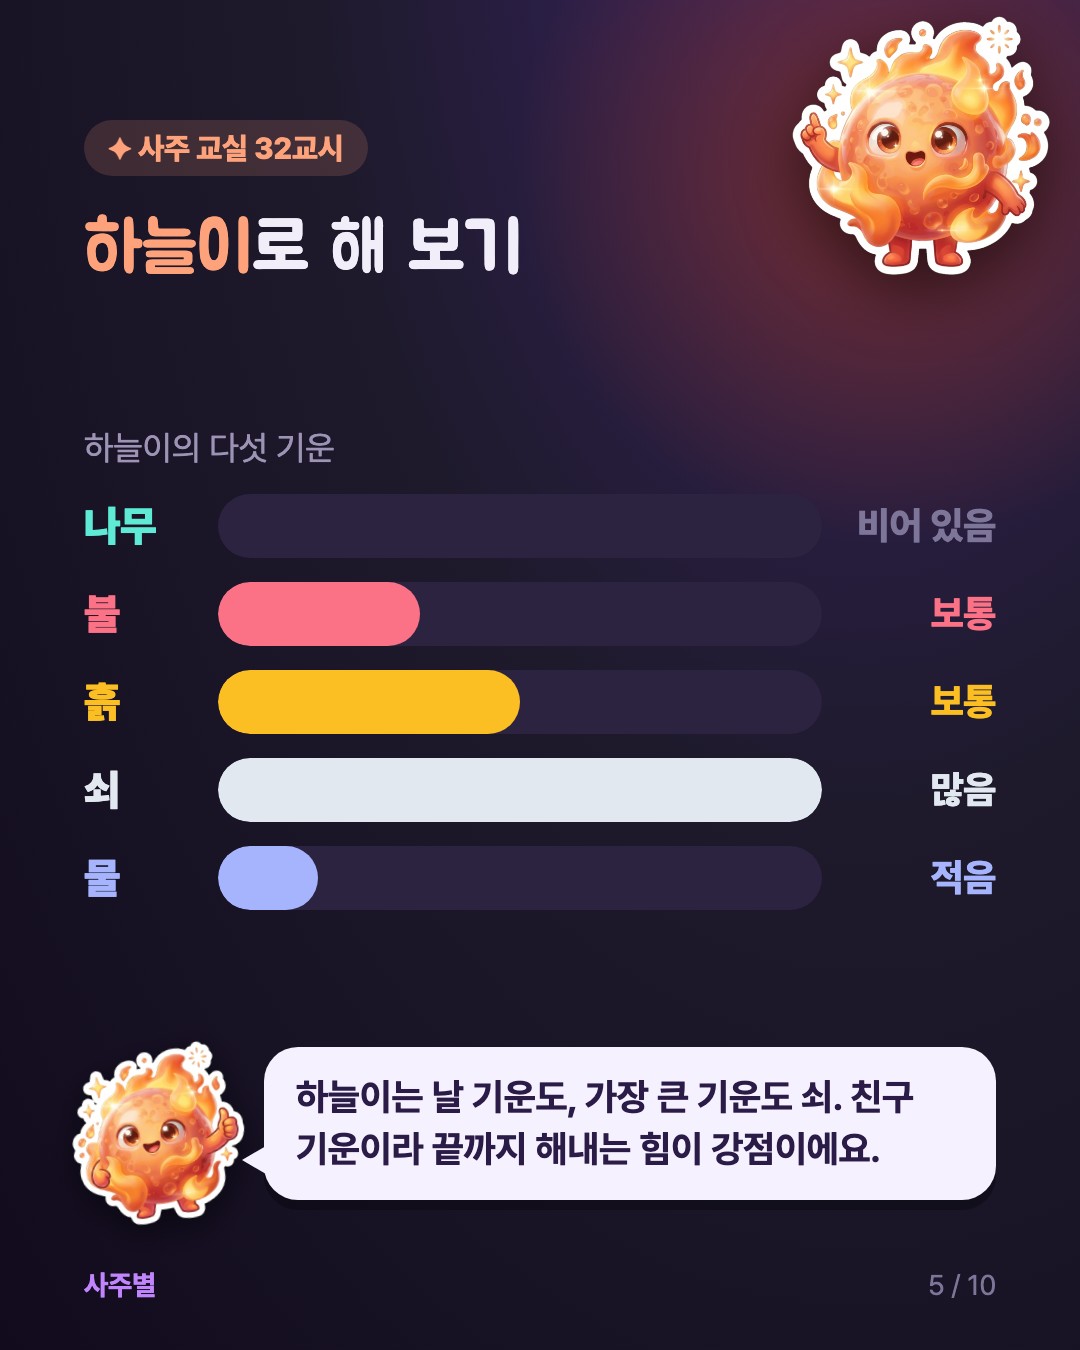 ✦ 사주 교실 32교시
하늘이로 해 보기
하늘이의 다섯 기운
나무 비어 있음
불 보통
흙 보통
쇠 많음
물 적음
하늘이는 날 기운도, 가장 큰 기운도 쇠. 친구
기운이라 끝까지 해내는 힘이 강점이에요.
사주별 5 / 10